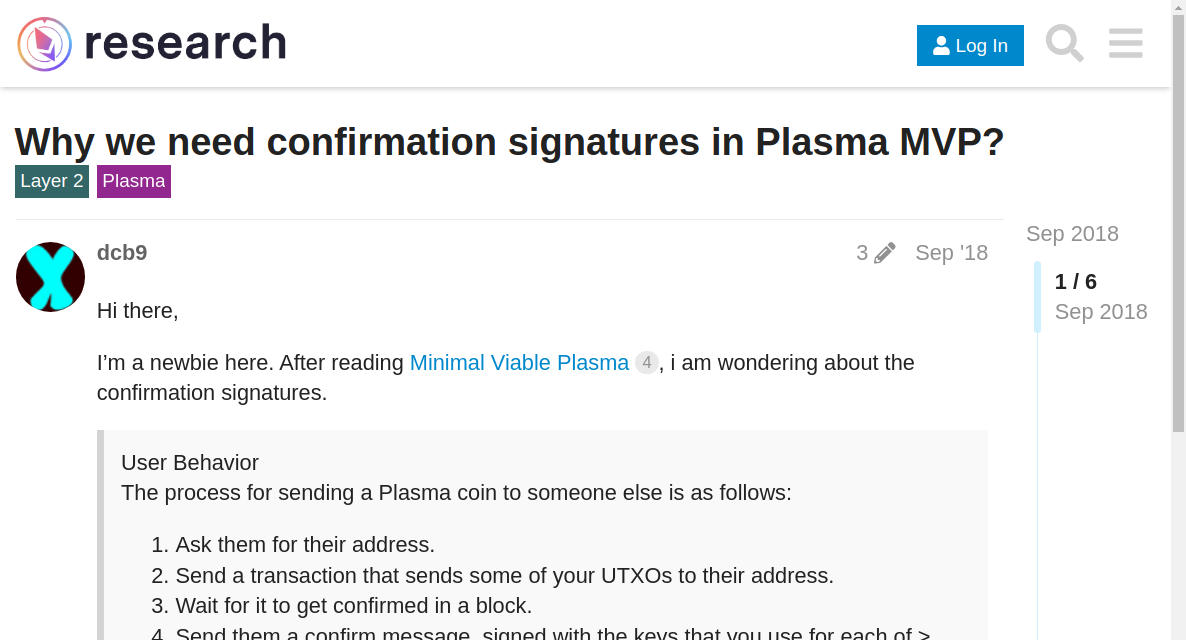 research
Log In
Why we need confirmation signatures in Plasma MVP?
Layer 2 Plasma
Sep 2018
dcb9 3 Sep '18
1 / 6
Sep 2018
Hi there,
I’m a newbie here. After reading Minimal Viable Plasma 4, i am wondering about the
confirmation signatures.
User Behavior
The process for sending a Plasma coin to someone else is as follows:
1. Ask them for their address.
2. Send a transaction that sends some of your UTXOs to their address.
3. Wait for it to get confirmed in a block.
4. Send them a confirm message, signed with the keys that you use for each of >